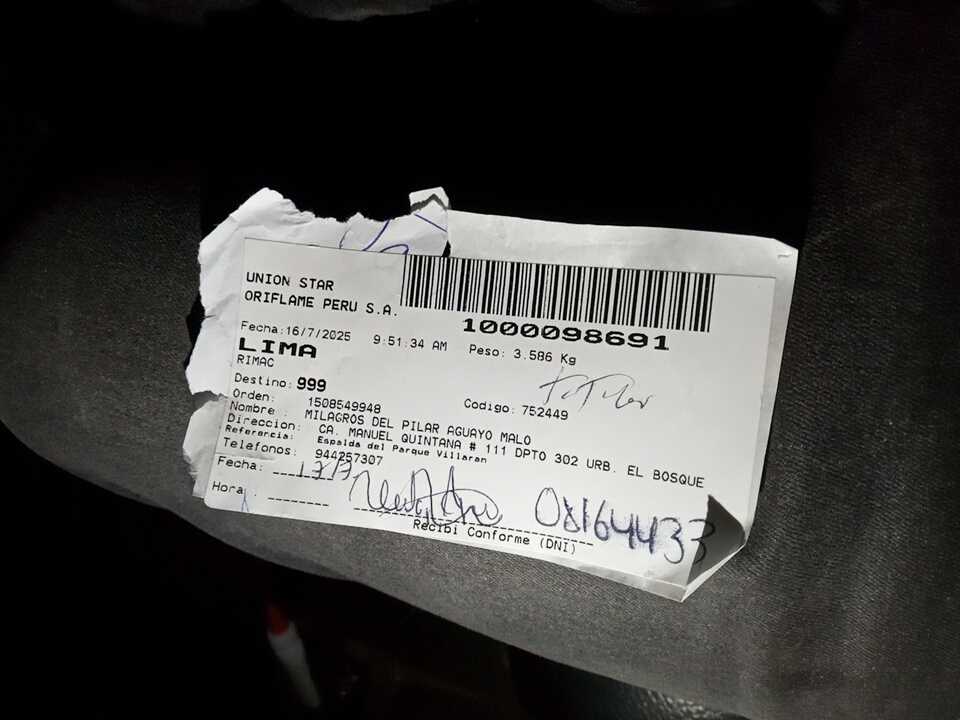 UNION STAR
ORIFLAME PERU S.A.
1000098691
Fecha:16/7/2025 9:51:34 AM Peso: 3.586 Kg
LIMA
RIMAC
Destino: 999
Orden: 1508549948 Codigo: 752449
Nombre : MILAGROS DEL PILAR AGUAYO MALO
Direccion: CA. MANUEL QUINTANA # 111 DPTO 302 URB. EL BOSQUE
Referencia: Espalda del Parque Villaran
Telefonos: 944257307
Fecha:
Hora: 08164433
Recibi Conforme (DNI)